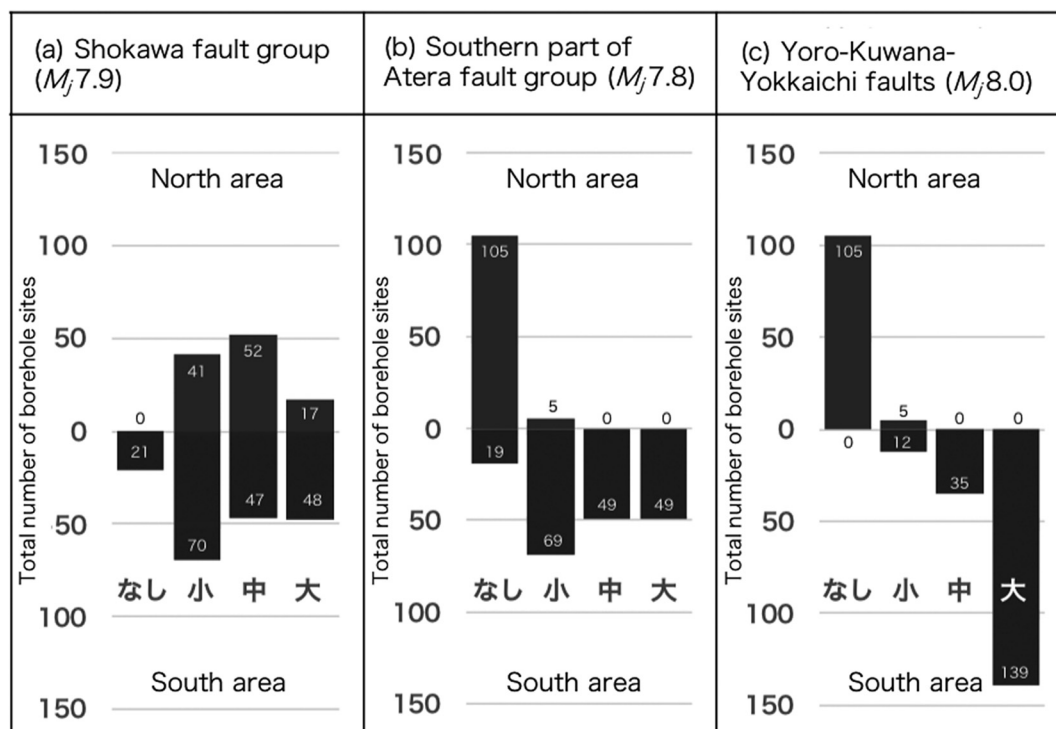 (a) Shokawa fault group
(Mj7.9)
(b) Southern part of
Atera fault group (Mj7.8)
(c) Yoro-Kuwana-
Yokkaichi faults (Mj8.0)
Total number of borehole sites
150
North area
100
50
52
41
17
0
0
21
47
48
50
70
なし 小 中 大
100
South area
150
Total number of borehole sites
150
North area
100
105
50
5
0
0
0
19
49
49
50
69
なし 小 中 大
100
South area
150
Total number of borehole sites
150
North area
100
105
50
5
0
0
0
0
12
35
50
なし 小 中 大
100
139
South area
150